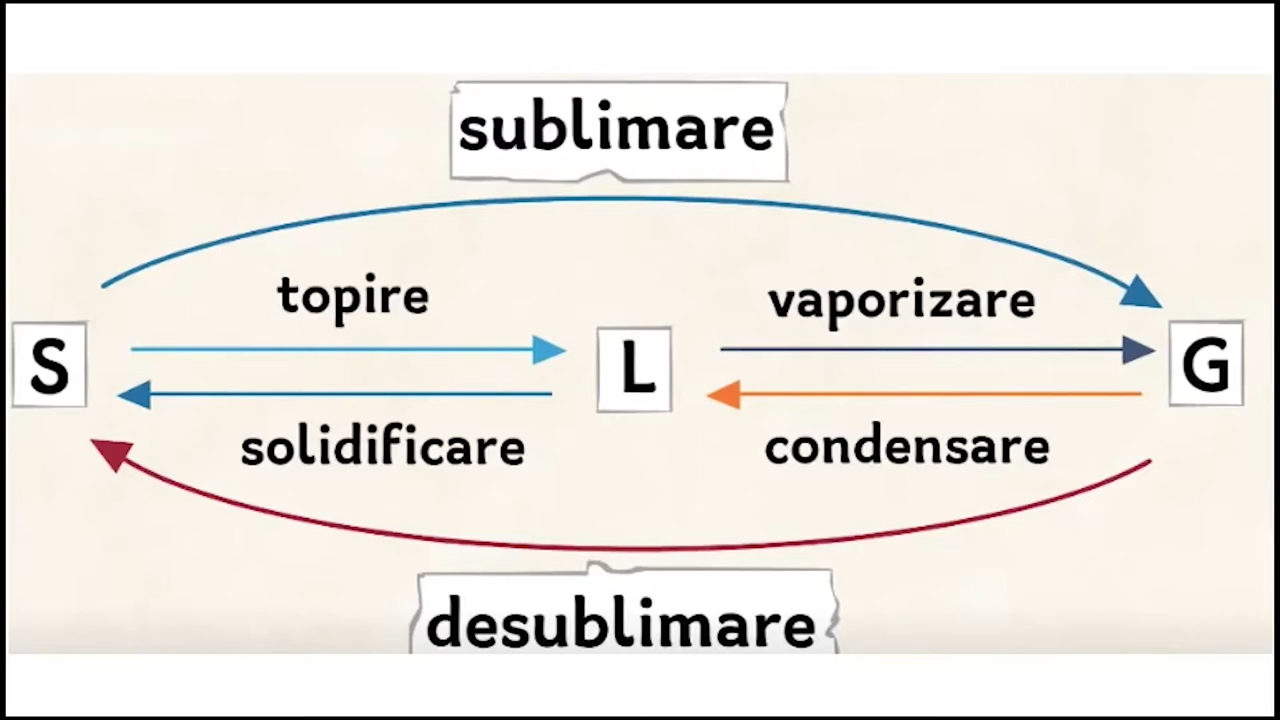 sublimare
topire
vaporizare
S
L
G
solidificare
condensare
desublimare